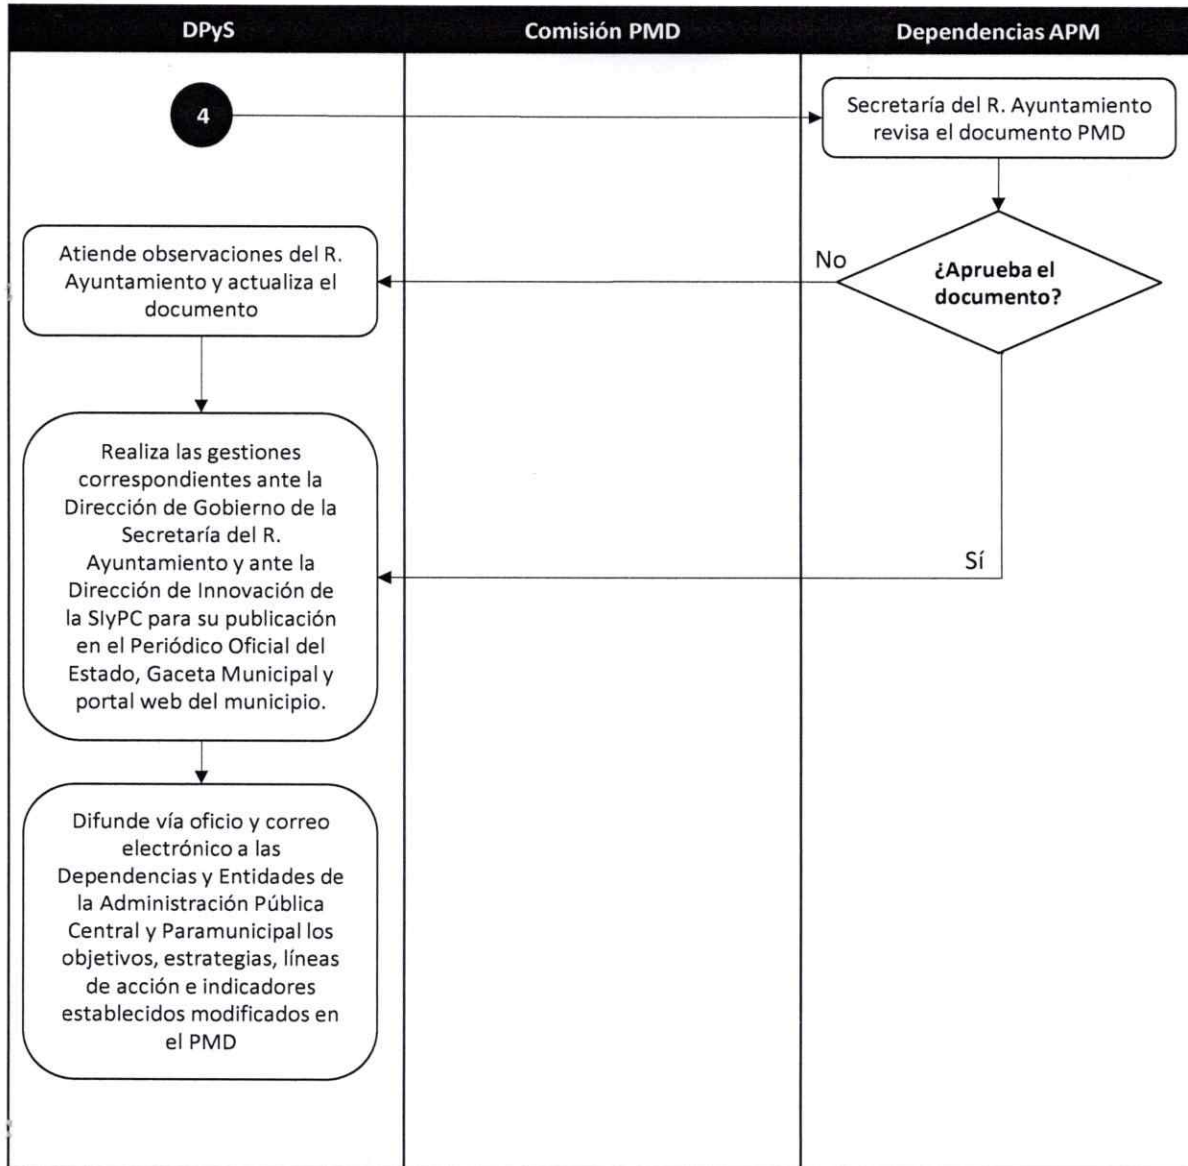 DPyS
Comisión PMD
Dependencias APM
4
Secretaría del R. Ayuntamiento
revisa el documento PMD
Atiende observaciones del R.
Ayuntamiento y actualiza el
documento
No
¿Aprueba el
documento?
Realiza las gestiones
correspondientes ante la
Dirección de Gobierno de la
Secretaría del R.
Ayuntamiento y ante la
Dirección de Innovación de
la SIyPC para su publicación
en el Periódico Oficial del
Estado, Gaceta Municipal y
portal web del municipio.
Sí
Difunde vía oficio y correo
electrónico a las
Dependencias y Entidades de
la Administración Pública
Central y Paramunicipal los
objetivos, estrategias, líneas
de acción e indicadores
establecidos modificados en
el PMD